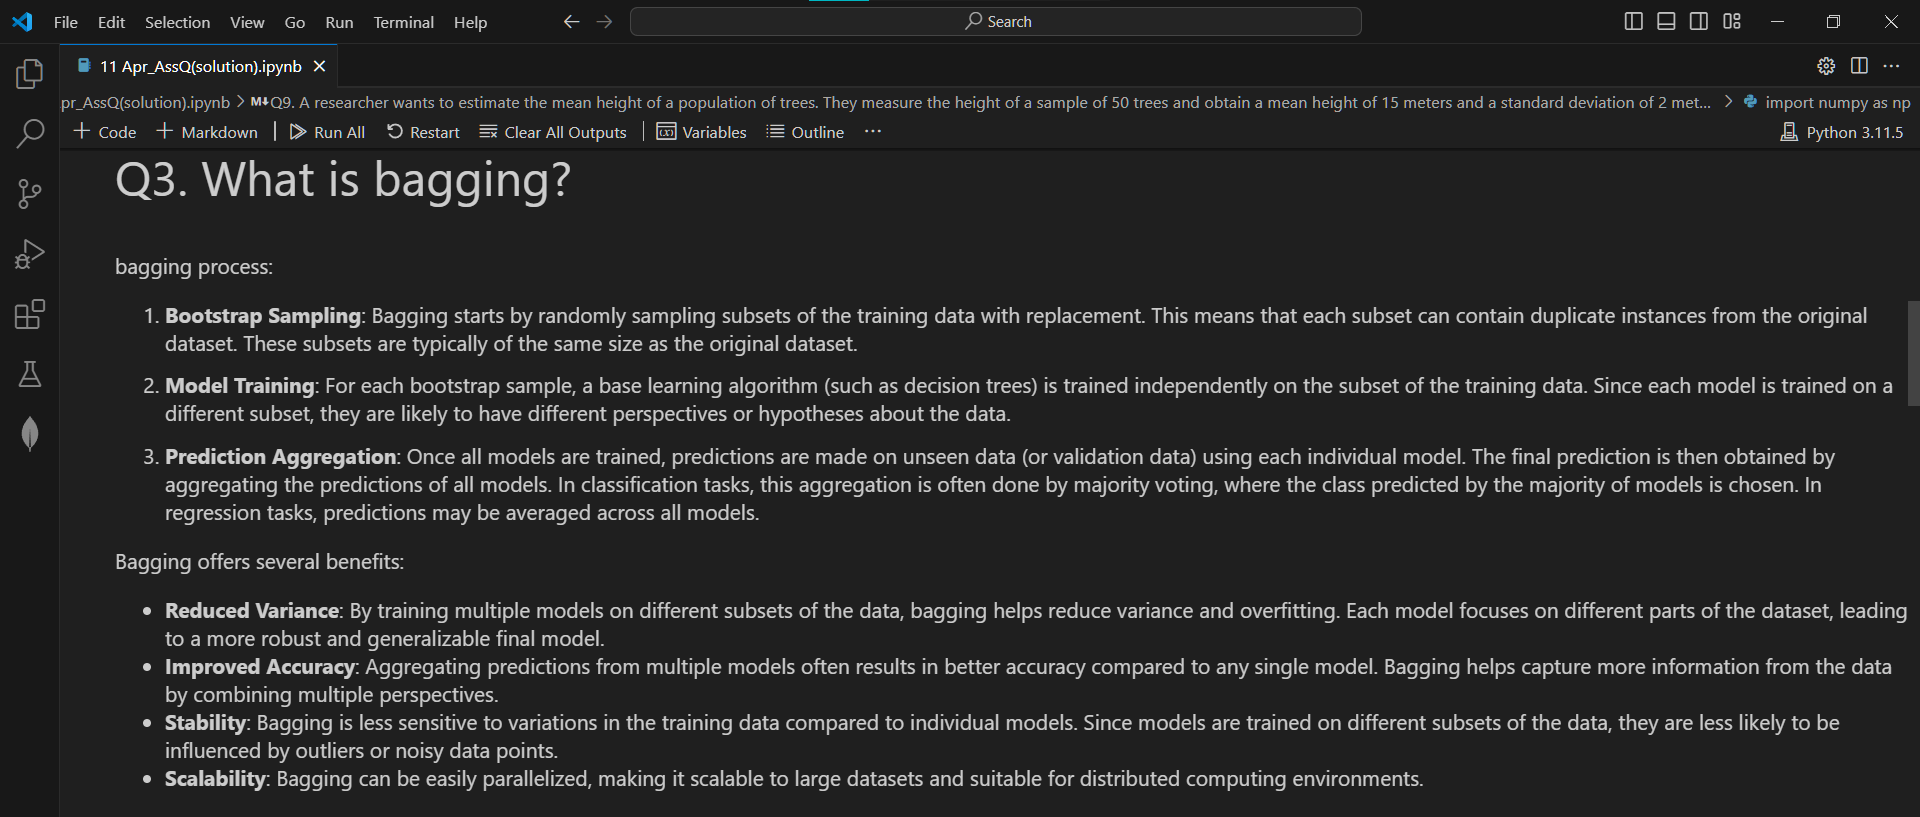 File Edit Selection View Go Run Terminal Help
Search
11 Apr_AssQ(solution).ipynb
pr_AssQ(solution).ipynb > M↓Q9. A researcher wants to estimate the mean height of a population of trees. They measure the height of a sample of 50 trees and obtain a mean height of 15 meters and a standard deviation of 2 met... > import numpy as np
+ Code + Markdown | Run All Restart Clear All Outputs | Variables Outline ... Python 3.11.5
Q3. What is bagging?
bagging process:
1. Bootstrap Sampling: Bagging starts by randomly sampling subsets of the training data with replacement. This means that each subset can contain duplicate instances from the original
dataset. These subsets are typically of the same size as the original dataset.
2. Model Training: For each bootstrap sample, a base learning algorithm (such as decision trees) is trained independently on the subset of the training data. Since each model is trained on a
different subset, they are likely to have different perspectives or hypotheses about the data.
3. Prediction Aggregation: Once all models are trained, predictions are made on unseen data (or validation data) using each individual model. The final prediction is then obtained by
aggregating the predictions of all models. In classification tasks, this aggregation is often done by majority voting, where the class predicted by the majority of models is chosen. In
regression tasks, predictions may be averaged across all models.
Bagging offers several benefits:
• Reduced Variance: By training multiple models on different subsets of the data, bagging helps reduce variance and overfitting. Each model focuses on different parts of the dataset, leading
to a more robust and generalizable final model.
• Improved Accuracy: Aggregating predictions from multiple models often results in better accuracy compared to any single model. Bagging helps capture more information from the data
by combining multiple perspectives.
• Stability: Bagging is less sensitive to variations in the training data compared to individual models. Since models are trained on different subsets of the data, they are less likely to be
influenced by outliers or noisy data points.
• Scalability: Bagging can be easily parallelized, making it scalable to large datasets and suitable for distributed computing environments.